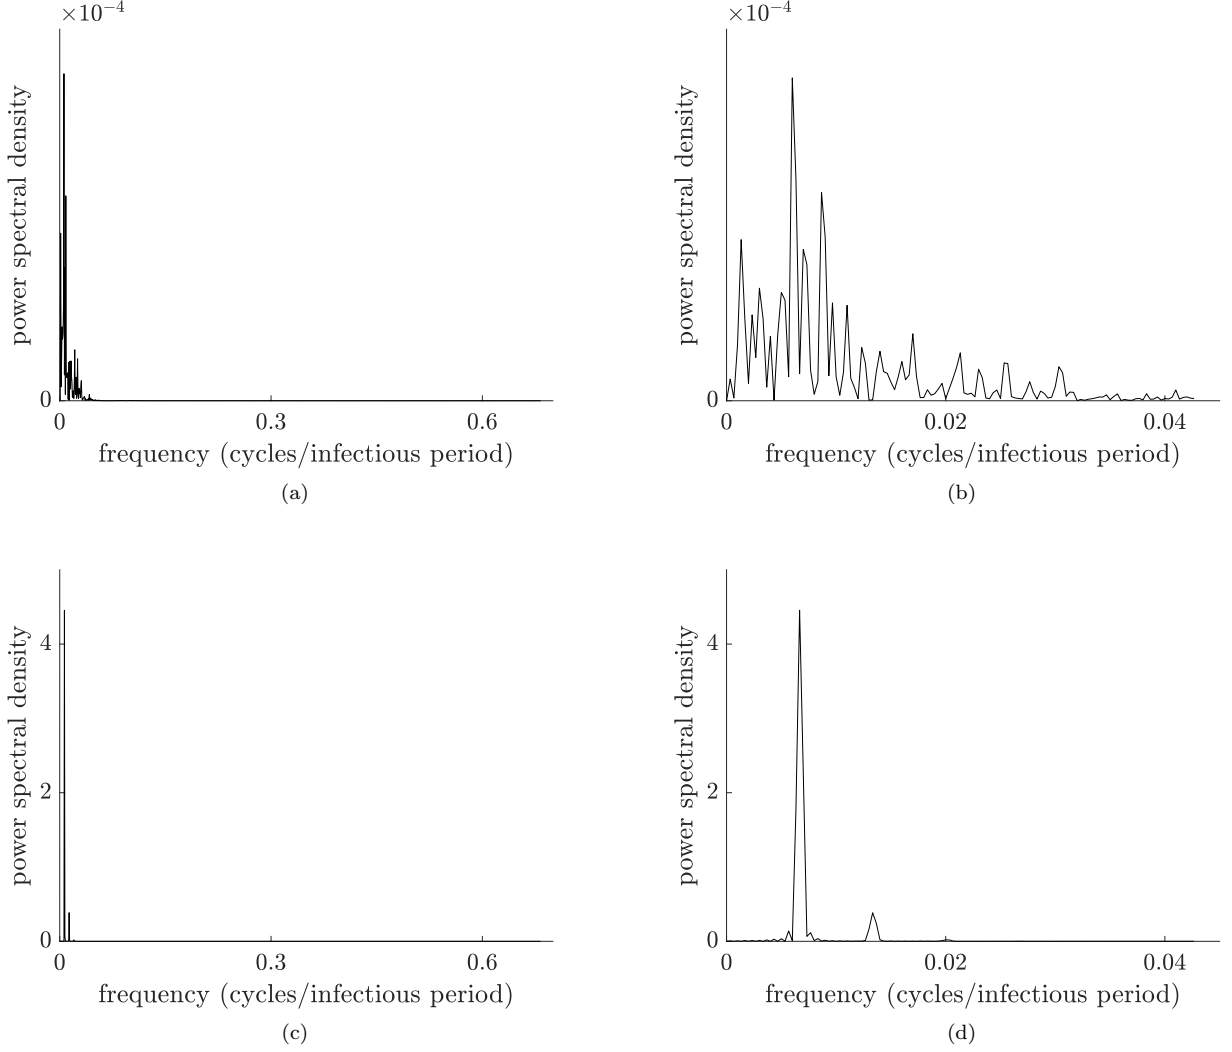 ×10⁻⁴
power spectral density
0
0 0.3 0.6
frequency (cycles/infectious period)
(a)
×10⁻⁴
power spectral density
0
0 0.02 0.04
frequency (cycles/infectious period)
(b)
power spectral density
4
2
0
0 0.3 0.6
frequency (cycles/infectious period)
(c)
power spectral density
4
2
0
0 0.02 0.04
frequency (cycles/infectious period)
(d)